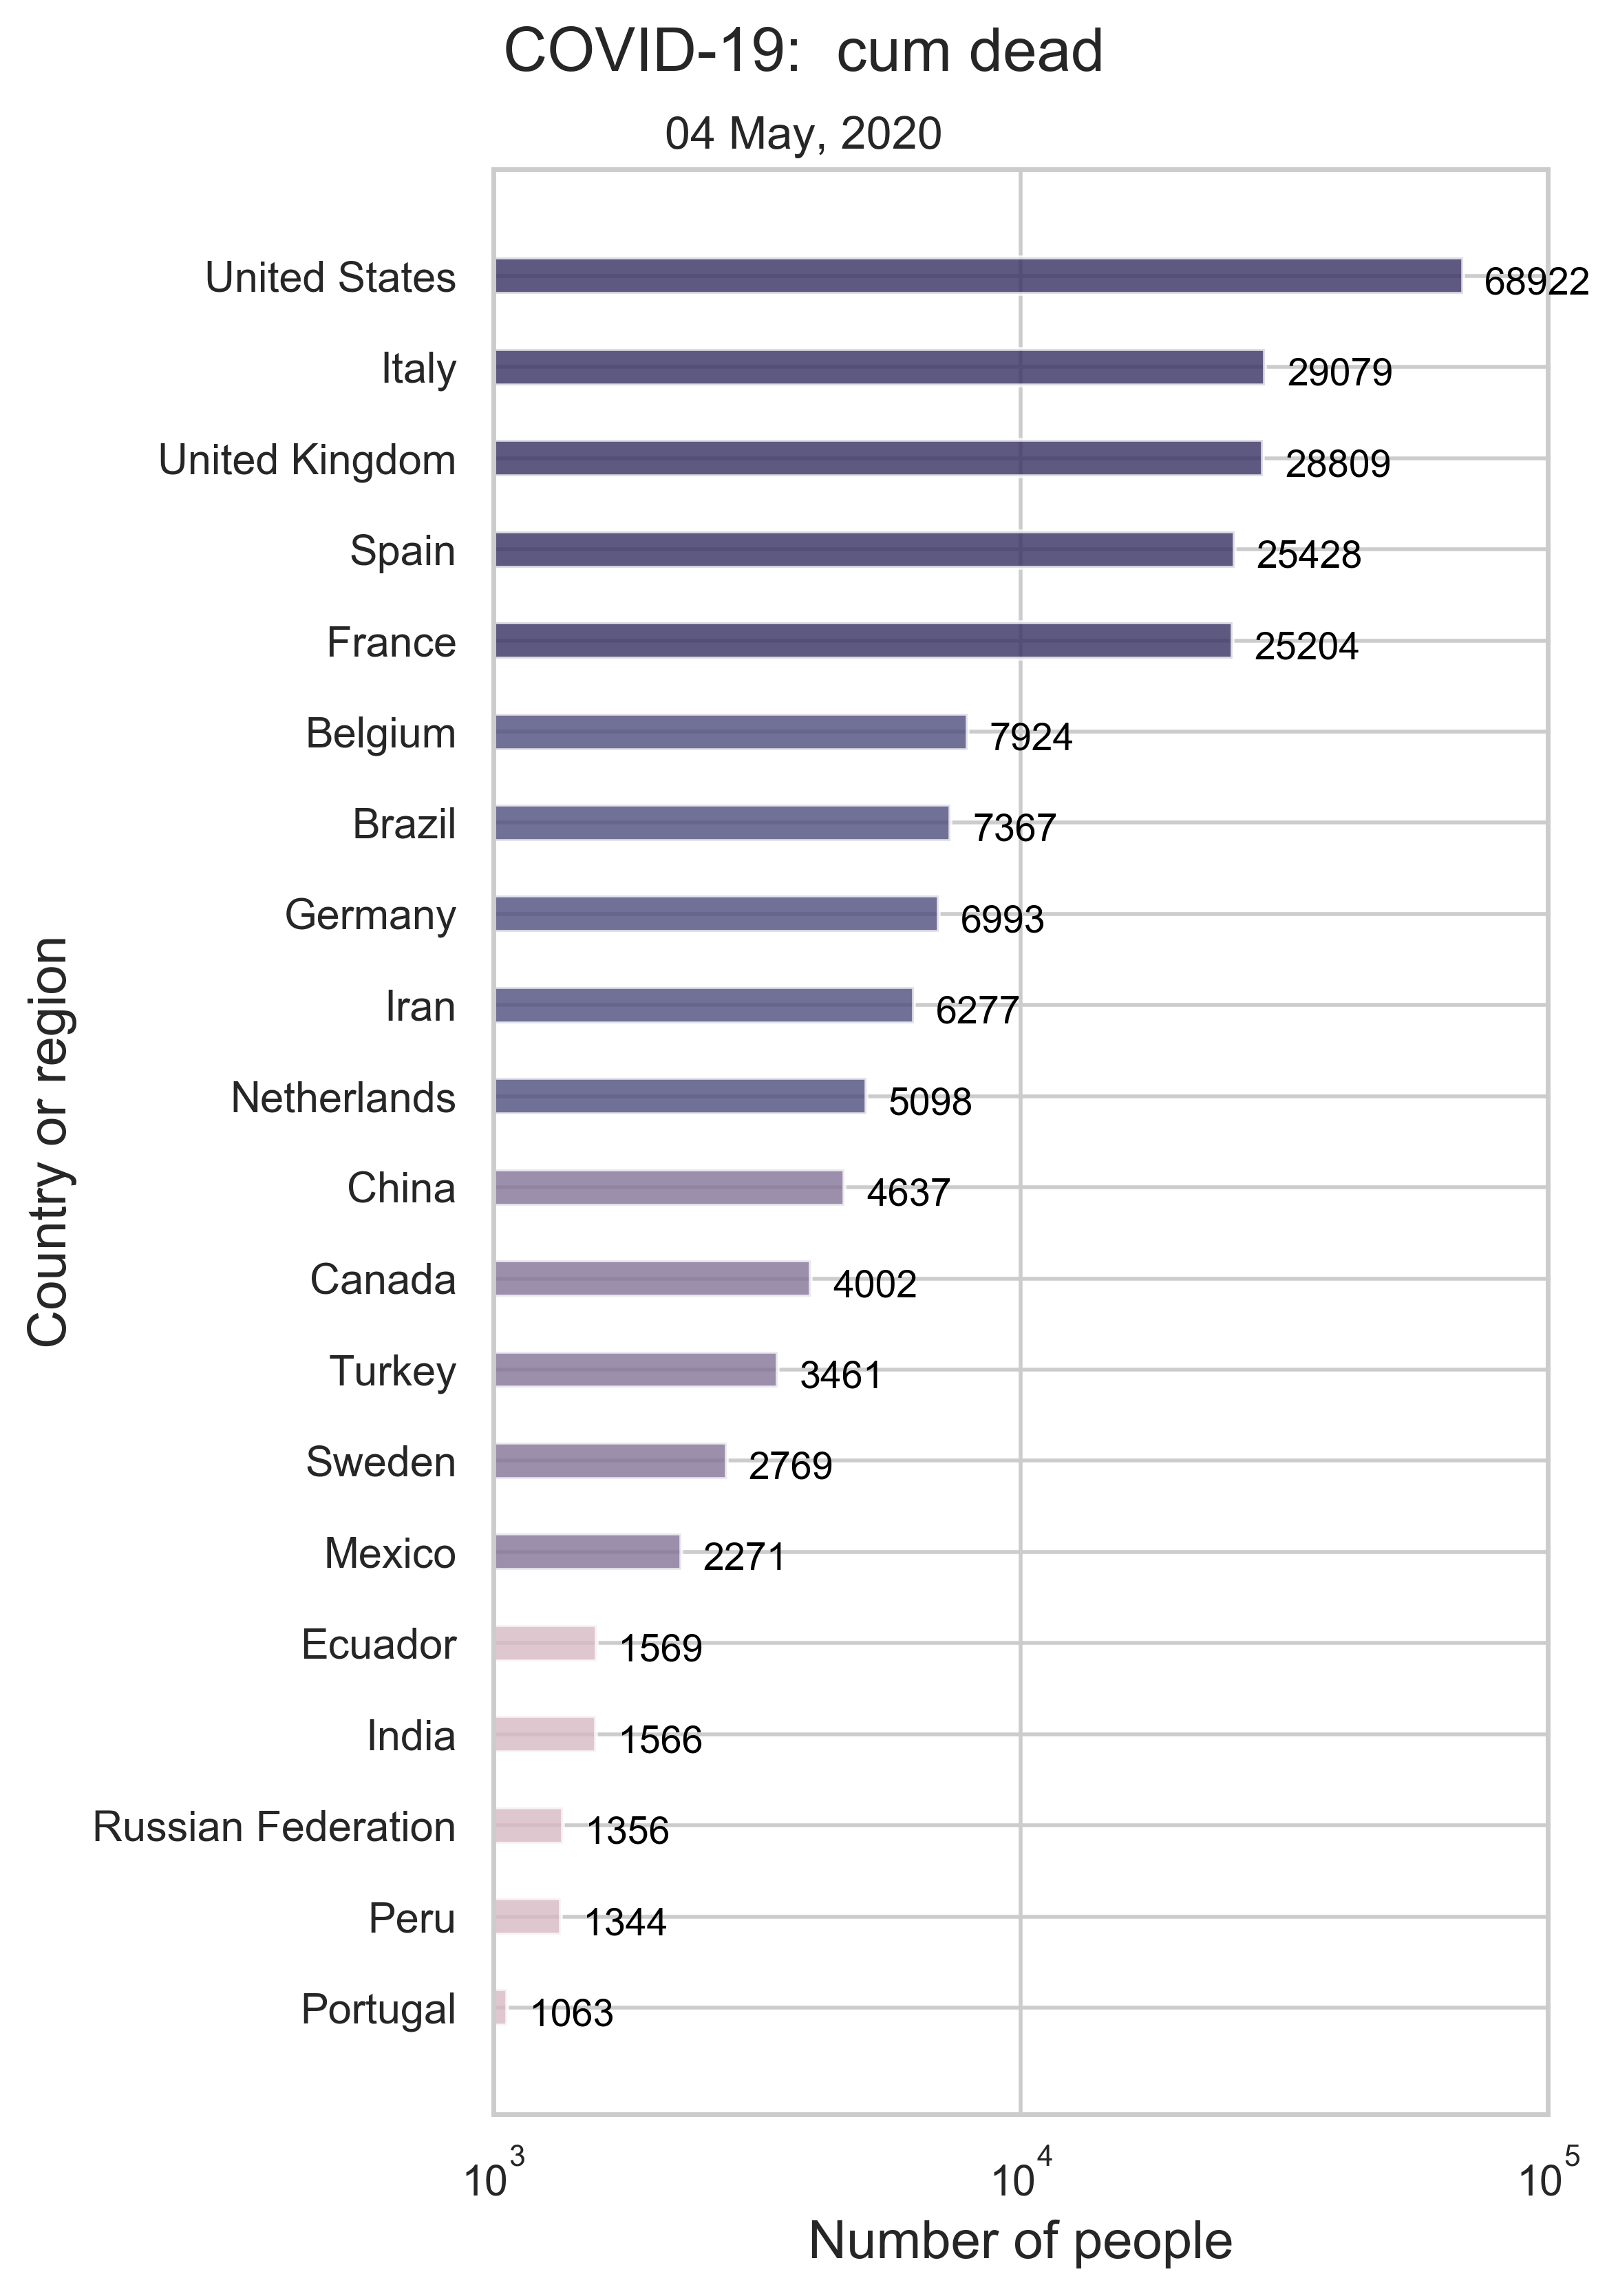 COVID-19:  cum dead
04 May, 2020
United States 68922
Italy 29079
United Kingdom 28809
Spain 25428
France 25204
Belgium 7924
Brazil 7367
Germany 6993
Iran 6277
Netherlands 5098
China 4637
Canada 4002
Turkey 3461
Sweden 2769
Mexico 2271
Ecuador 1569
India 1566
Russian Federation 1356
Peru 1344
Portugal 1063
Country or region
10³ 10⁴ 10⁵
Number of people